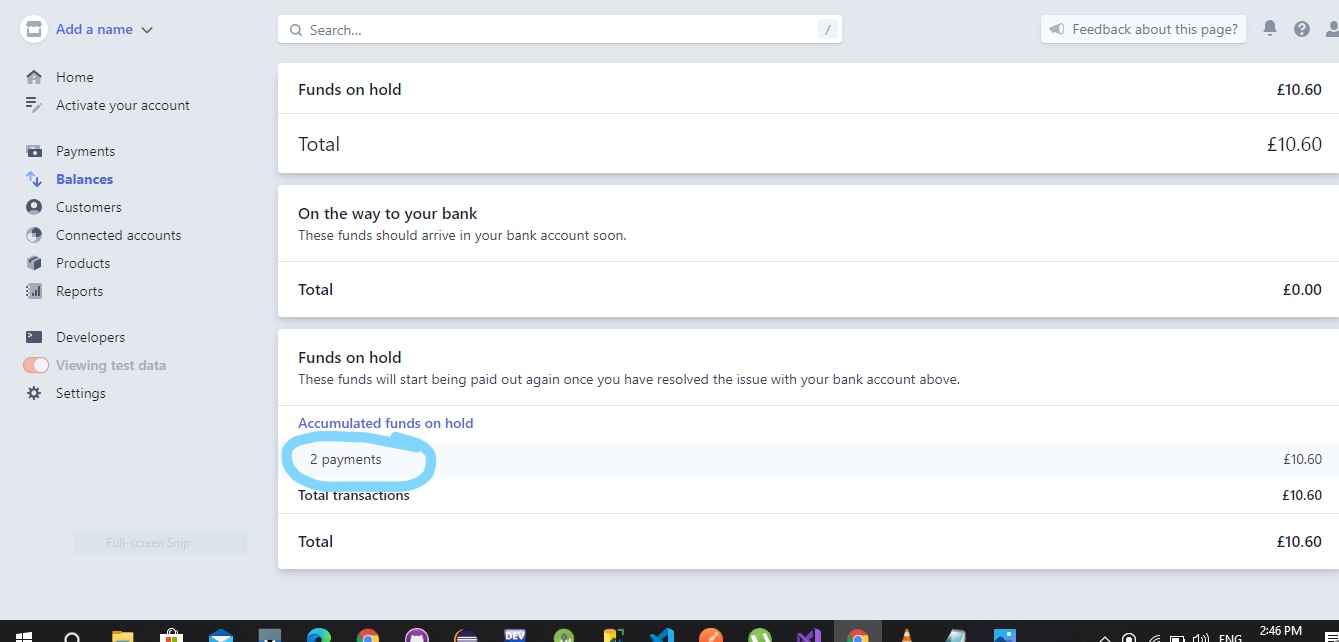 Add a name
Search...
/
Feedback about this page?
Home
Activate your account
Payments
Balances
Customers
Connected accounts
Products
Reports
Developers
Viewing test data
Settings
Full-screen Snip
Funds on hold £10.60
Total £10.60
On the way to your bank
These funds should arrive in your bank account soon.
Total £0.00
Funds on hold
These funds will start being paid out again once you have resolved the issue with your bank account above.
Accumulated funds on hold
2 payments £10.60
Total transactions £10.60
Total £10.60
DEV
ENG
2:46 PM